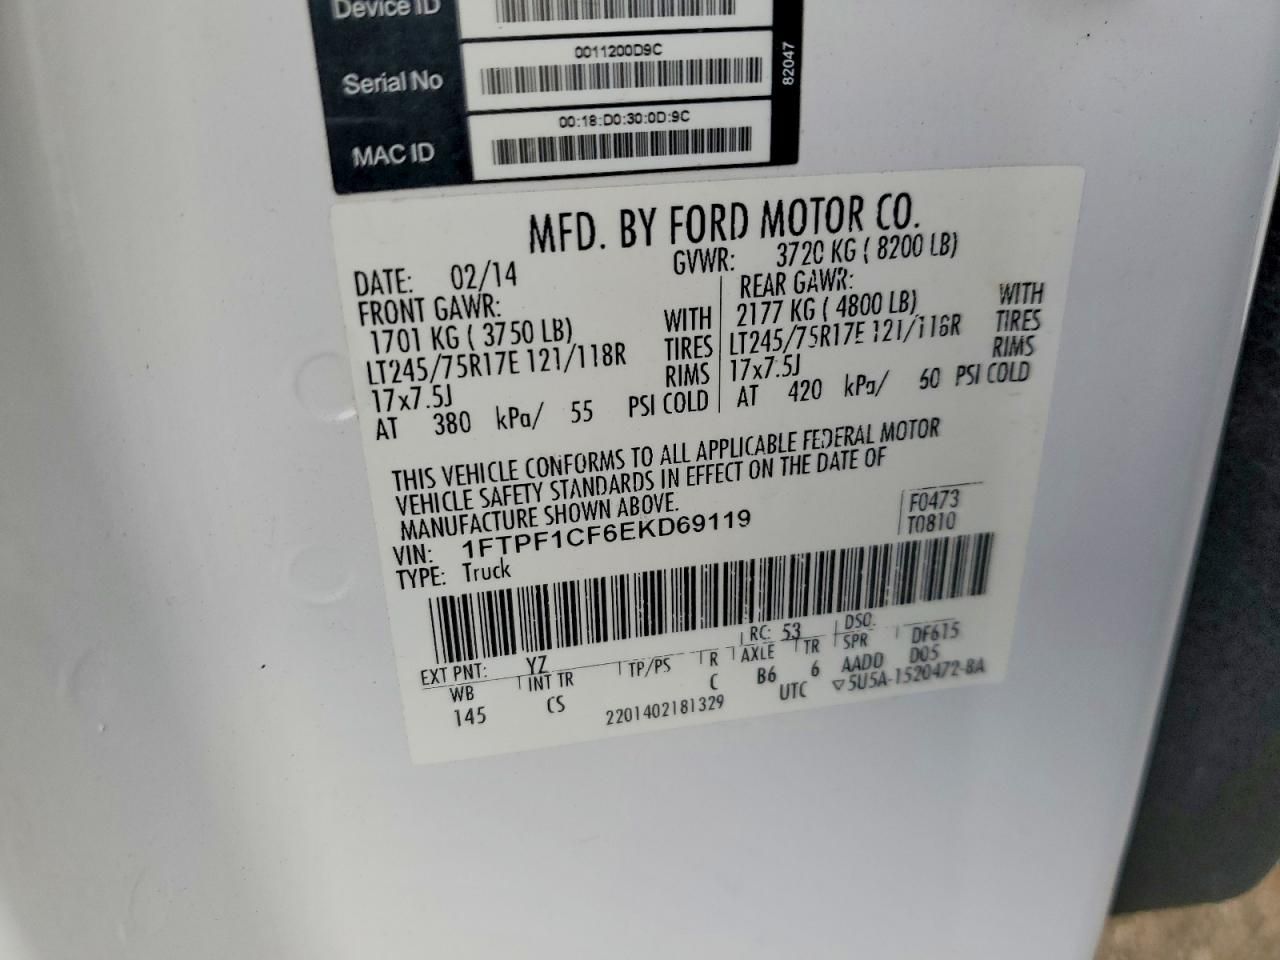 Device ID
0011200D9C
Serial No
82047
00:18:D0:30:0D:9C
MAC ID
MFD. BY FORD MOTOR CO.
DATE: 02/14
GVWR: 3720 KG ( 8200 LB)
FRONT GAWR:
1701 KG ( 3750 LB) WITH
LT245/75R17E 121/118R TIRES
17x7.5J RIMS
AT 380 kPa/ 55 PSI COLD
REAR GAWR:
2177 KG ( 4800 LB) WITH
LT245/75R17E 121/118R TIRES
17x7.5J RIMS
AT 420 kPa/ 60 PSI COLD
THIS VEHICLE CONFORMS TO ALL APPLICABLE FEDERAL MOTOR
VEHICLE SAFETY STANDARDS IN EFFECT ON THE DATE OF
MANUFACTURE SHOWN ABOVE.
VIN: 1FTPF1CF6EKD69119
TYPE: Truck
F0473
T0810
EXT PNT: YZ RC: 53 DSO:
WB INT TR TP/PS R AXLE TR SPR DF615
145 CS C B6 6 AADD D05
2201402181329 UTC ▽5U5A-1520472-8A